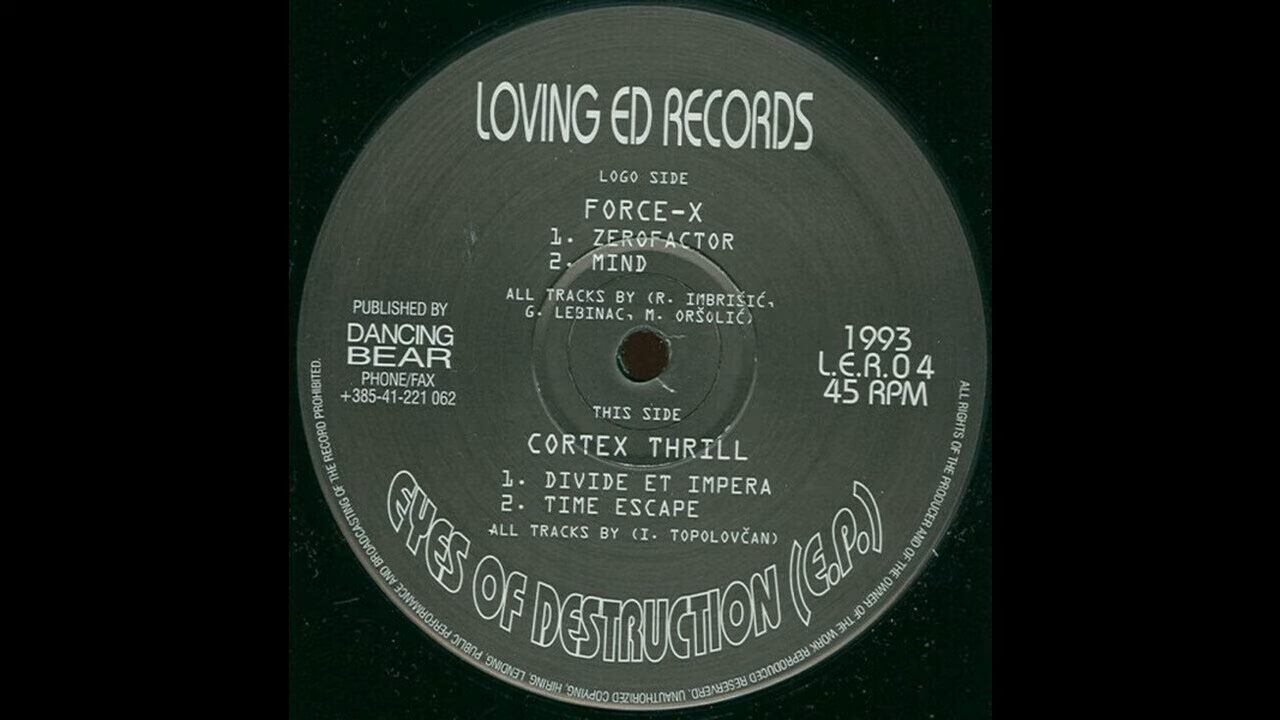 LOVING ED RECORDS
LOGO SIDE
FORCE-X
1. ZEROFACTOR
2. MIND
ALL TRACKS BY (R. IMBRIŠIĆ,
G. LEBINAC, M. ORŠOLIĆ)
PUBLISHED BY
DANCING
BEAR
PHONE/FAX
+385-41-221 062
1993
L.E.R.04
45 RPM
THIS SIDE
CORTEX THRILL
1. DIVIDE ET IMPERA
2. TIME ESCAPE
ALL TRACKS BY (I. TOPOLOVČAN)
EYES OF DESTRUCTION (E.P.)
ALL RIGHTS OF THE PRODUCER AND OF THE OWNER OF THE WORK REPRODUCED RESERVERD. UNAUTHORIZED COPYING, HIRING, LENDING, PUBLIC PERFORMANCE AND BROADCASTING OF THE RECORD PROHIBITED.